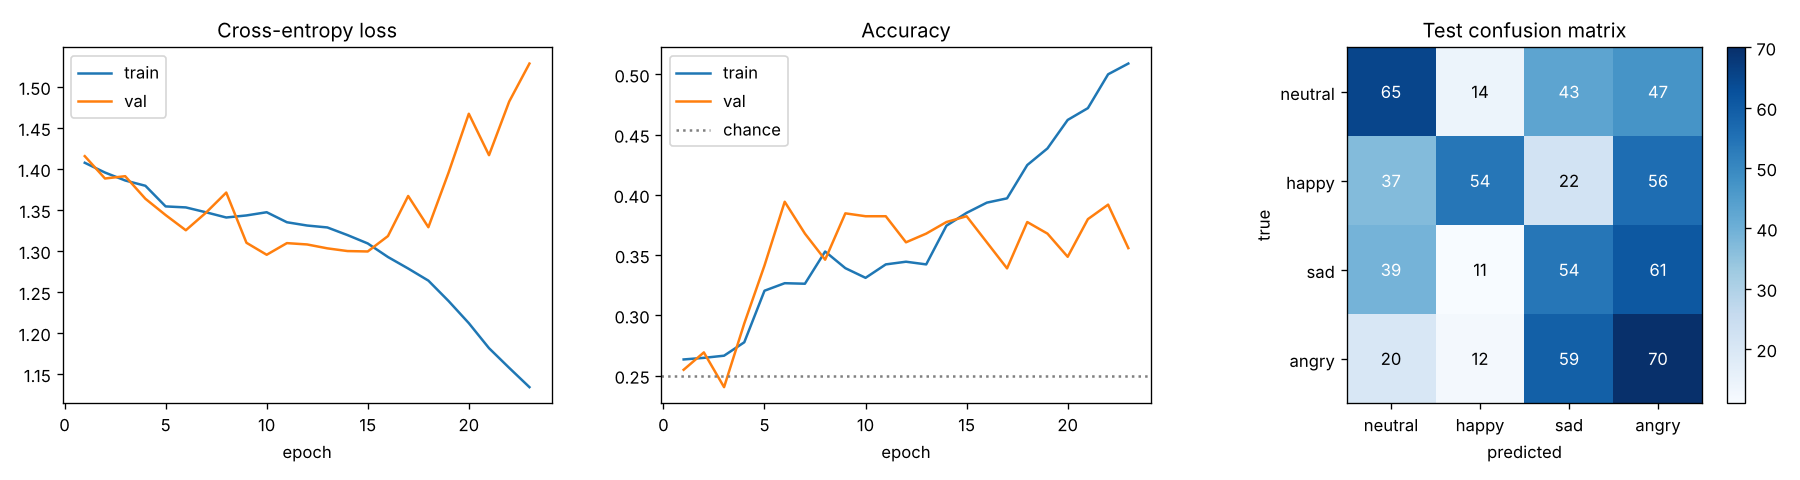 Cross-entropy loss
train
val
1.50
1.45
1.40
1.35
1.30
1.25
1.20
1.15
0 5 10 15 20
epoch
Accuracy
train
val
chance
0.50
0.45
0.40
0.35
0.30
0.25
0 5 10 15 20
epoch
Test confusion matrix
true
neutral 65 14 43 47
happy 37 54 22 56
sad 39 11 54 61
angry 20 12 59 70
neutral happy sad angry
predicted
70
60
50
40
30
20